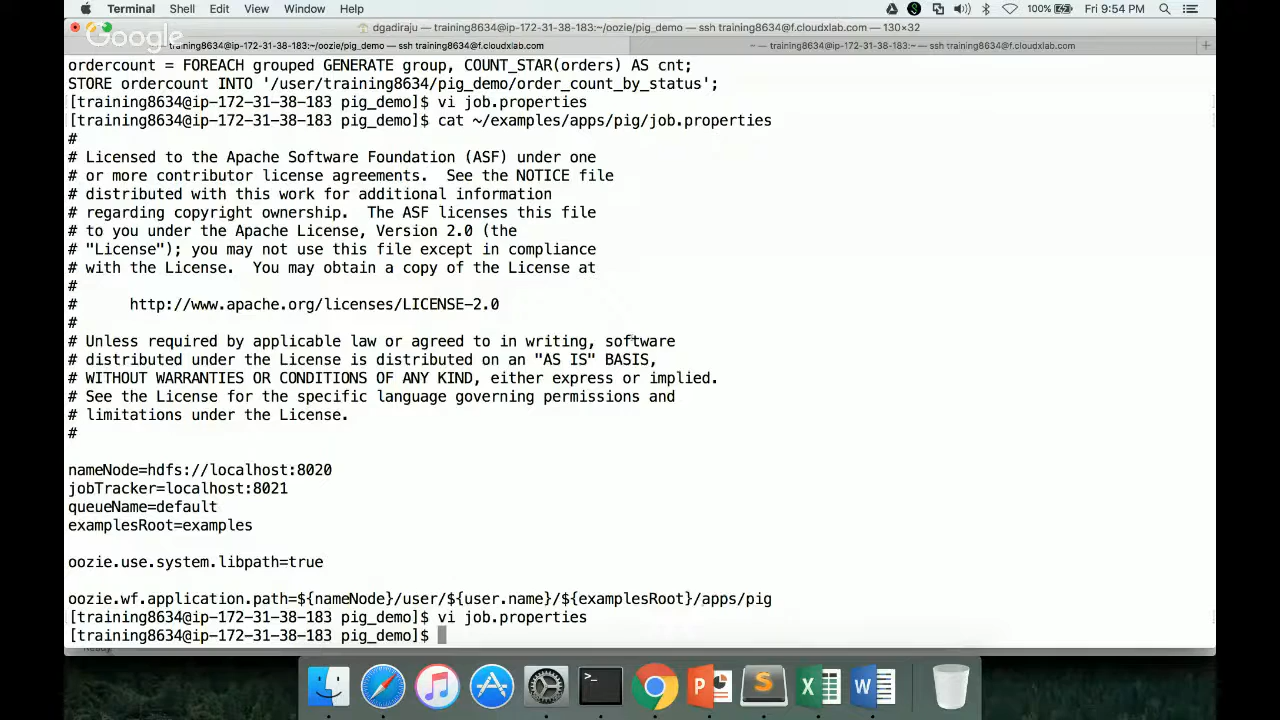 Terminal Shell Edit View Window Help 100% Fri 9:54 PM
dgadiraju — training8634@ip-172-31-38-183:~/oozie/pig_demo — ssh training8634@f.cloudxlab.com — 130×32
Google
training8634@ip-172-31-38-183:~/oozie/pig_demo — ssh training8634@f.cloudxlab.com
~ — training8634@ip-172-31-38-183:~ — ssh training8634@f.cloudxlab.com
ordercount = FOREACH grouped GENERATE group, COUNT_STAR(orders) AS cnt;
STORE ordercount INTO '/user/training8634/pig_demo/order_count_by_status';
[training8634@ip-172-31-38-183 pig_demo]$ vi job.properties
[training8634@ip-172-31-38-183 pig_demo]$ cat ~/examples/apps/pig/job.properties
#
# Licensed to the Apache Software Foundation (ASF) under one
# or more contributor license agreements.  See the NOTICE file
# distributed with this work for additional information
# regarding copyright ownership.  The ASF licenses this file
# to you under the Apache License, Version 2.0 (the
# "License"); you may not use this file except in compliance
# with the License.  You may obtain a copy of the License at
#
#      http://www.apache.org/licenses/LICENSE-2.0
#
# Unless required by applicable law or agreed to in writing, software
# distributed under the License is distributed on an "AS IS" BASIS,
# WITHOUT WARRANTIES OR CONDITIONS OF ANY KIND, either express or implied.
# See the License for the specific language governing permissions and
# limitations under the License.
#
nameNode=hdfs://localhost:8020
jobTracker=localhost:8021
queueName=default
examplesRoot=examples
oozie.use.system.libpath=true
oozie.wf.application.path=${nameNode}/user/${user.name}/${examplesRoot}/apps/pig
[training8634@ip-172-31-38-183 pig_demo]$ vi job.properties
[training8634@ip-172-31-38-183 pig_demo]$